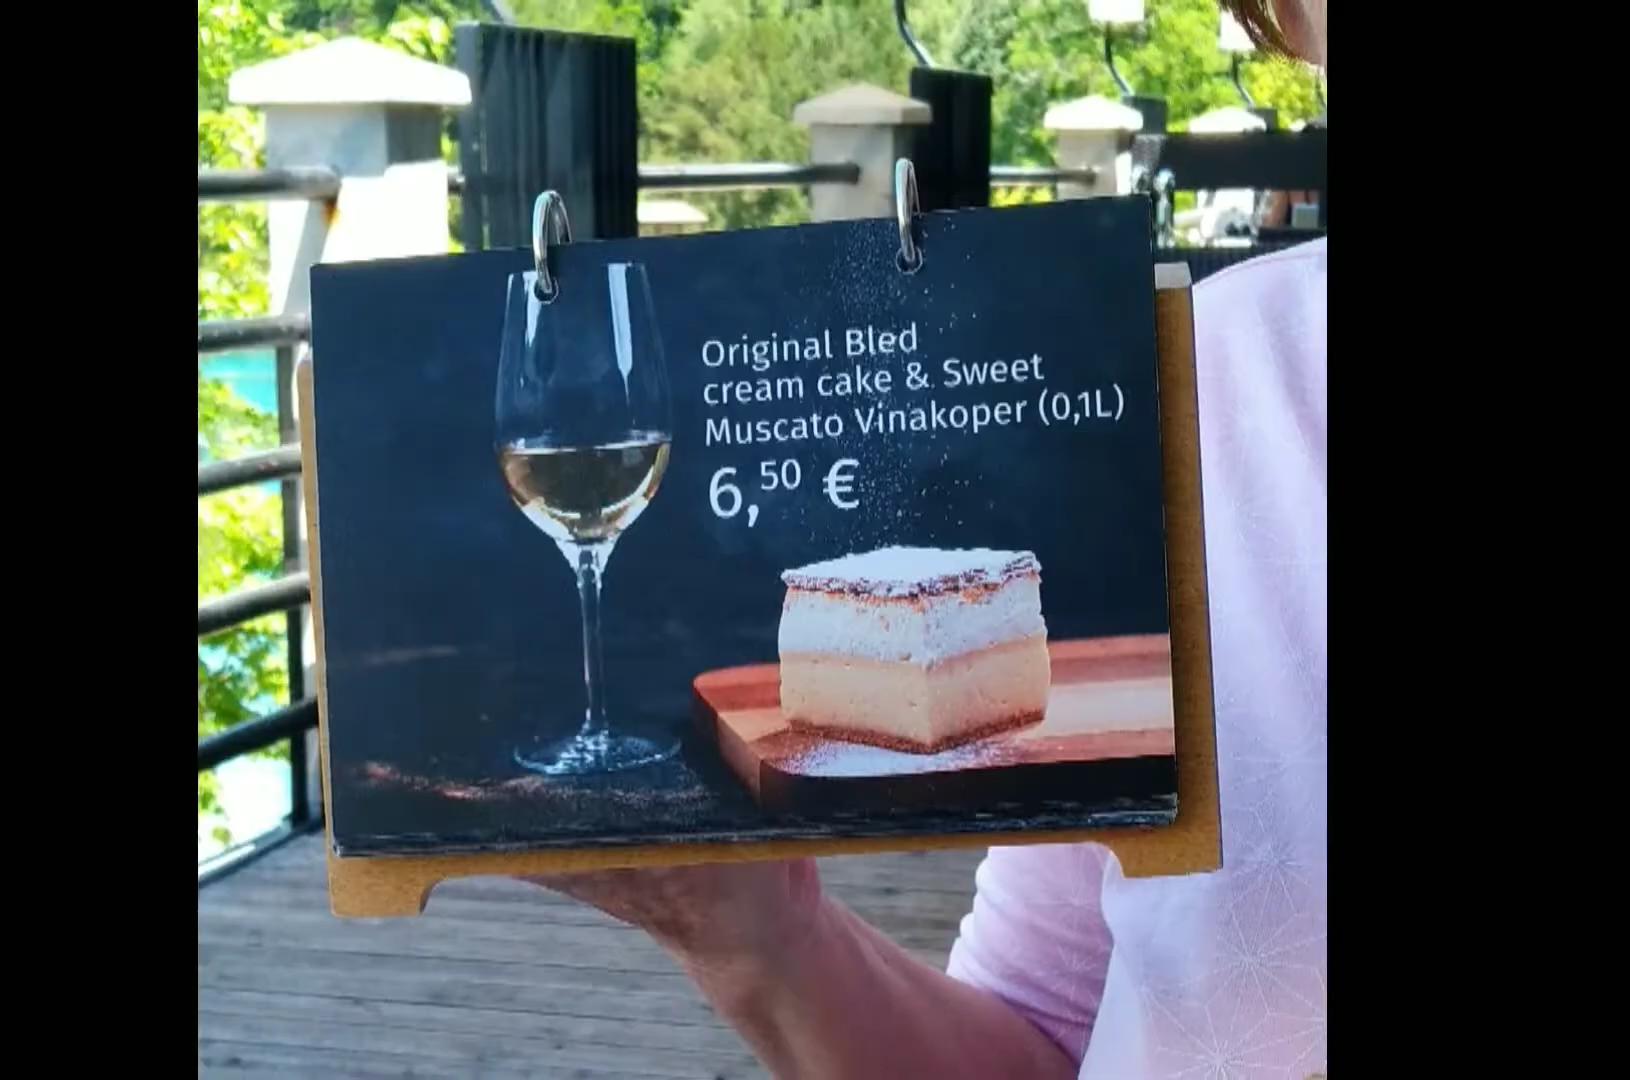 Original Bled
cream cake & Sweet
Muscato Vinakoper (0,1L)
6,50 €